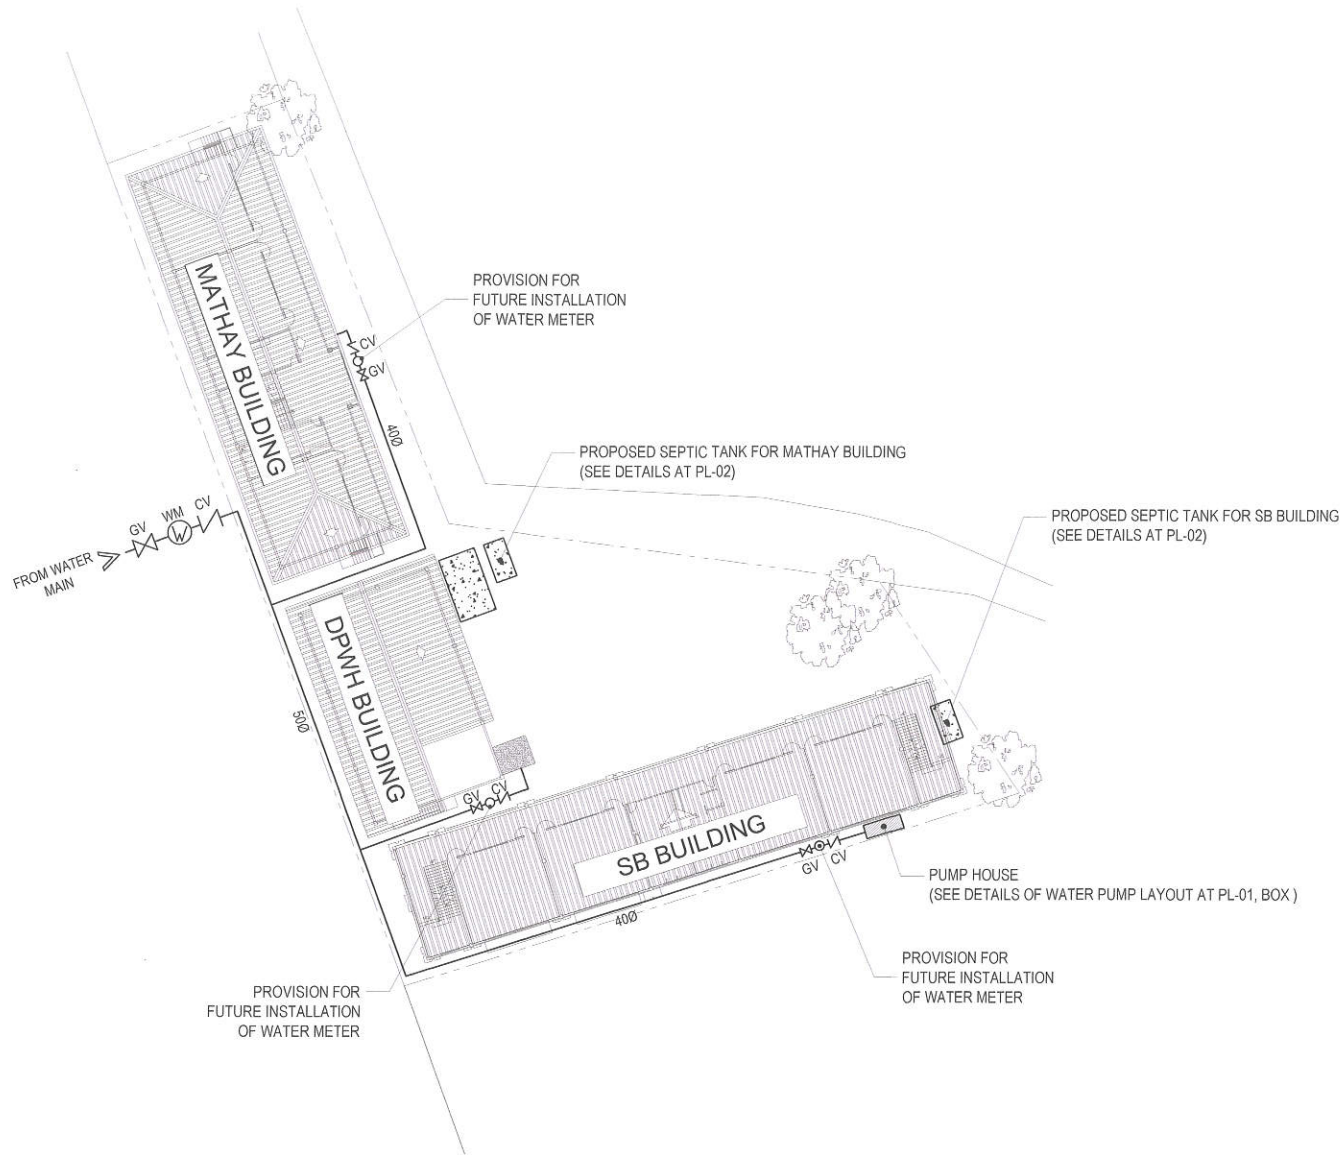 MATHAY BUILDING
PROVISION FOR
FUTURE INSTALLATION
OF WATER METER
CV
GV
40Ø
PROPOSED SEPTIC TANK FOR MATHAY BUILDING
(SEE DETAILS AT PL-02)
PROPOSED SEPTIC TANK FOR SB BUILDING
(SEE DETAILS AT PL-02)
GV
WM
CV
W
FROM WATER
MAIN
DPWH BUILDING
50Ø
GV
CV
SB BUILDING
GV
CV
40Ø
PUMP HOUSE
(SEE DETAILS OF WATER PUMP LAYOUT AT PL-01, BOX )
PROVISION FOR
FUTURE INSTALLATION
OF WATER METER
PROVISION FOR
FUTURE INSTALLATION
OF WATER METER